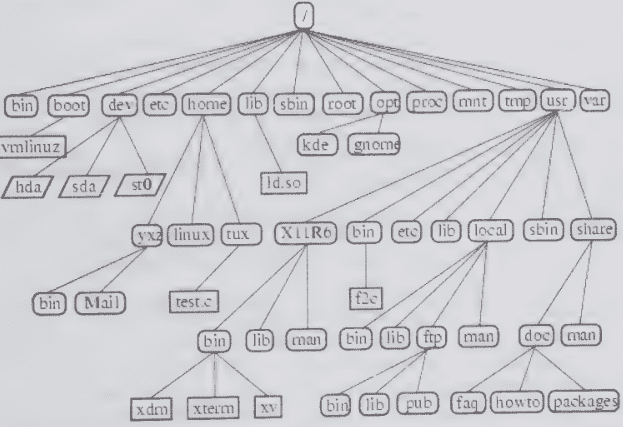 /
bin boot dev etc home lib sbin root opt proc mnt tmp usr var
vmlinuz kde gnome
hda sda st0 ld.so
yxz linux tux X11R6 bin etc lib local sbin share
bin Mail test.c f2c
bin lib man bin lib ftp man doc man
xdm xterm xv bin lib pub faq howto packages